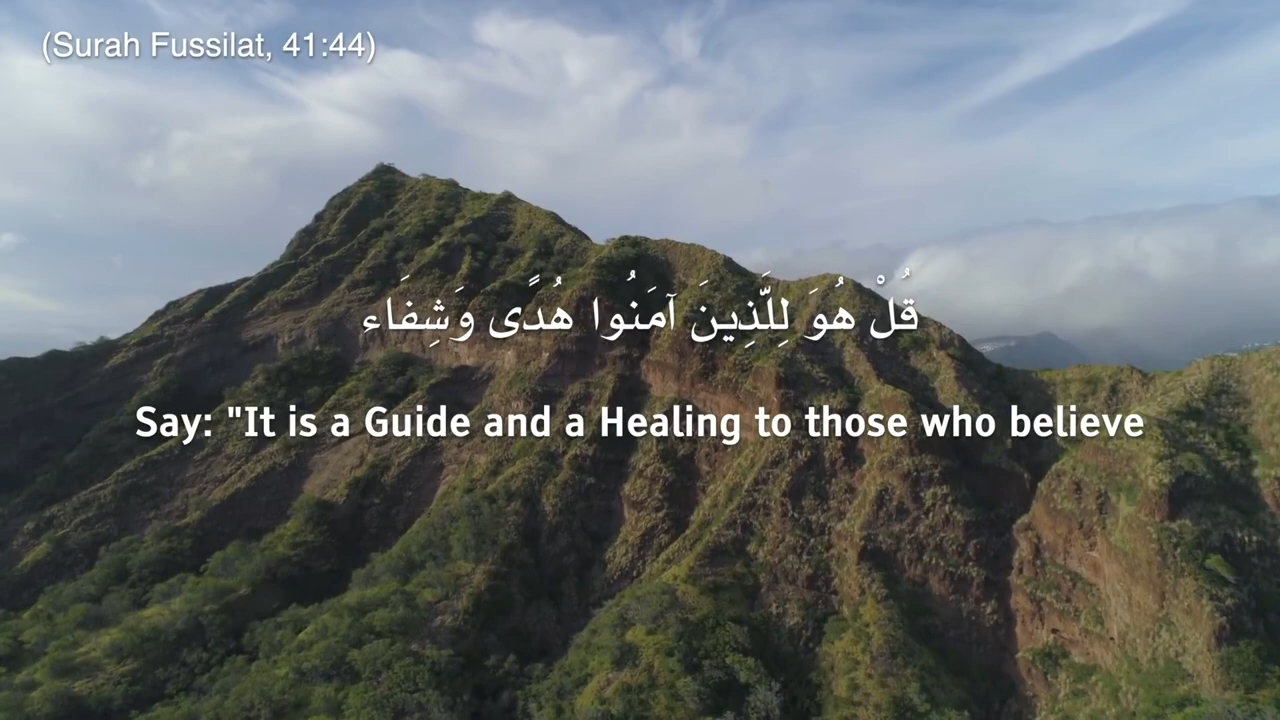 (Surah Fussilat, 41:44)
قُلْ هُوَ لِلَّذِينَ آمَنُوا هُدًى وَشِفَاء
Say: "It is a Guide and a Healing to those who believe